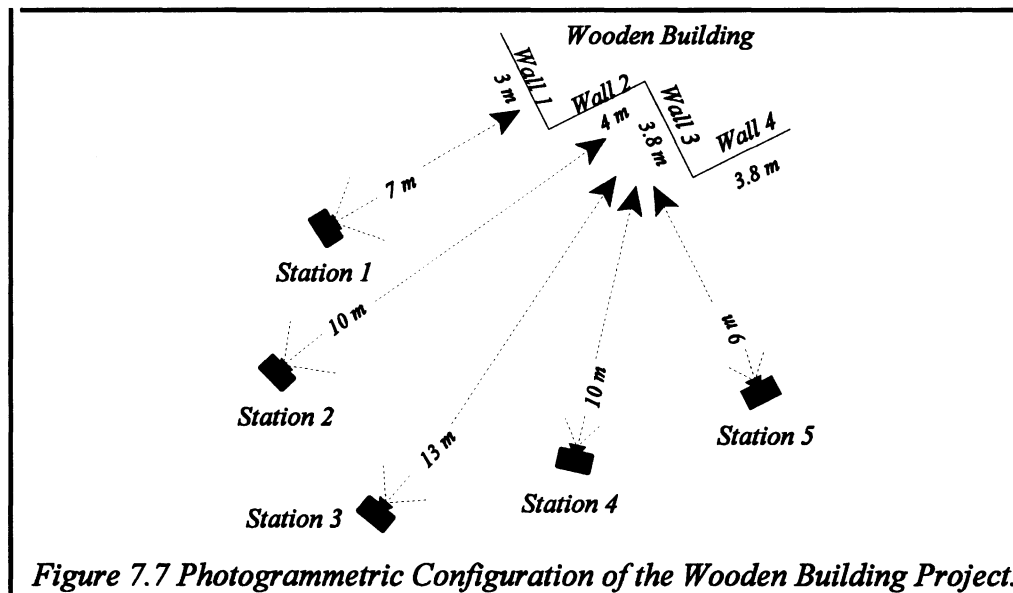 Wooden Building
Wall 1
3 m
Wall 2
4 m
Wall 3
3.8 m
Wall 4
3.8 m
7 m
Station 1
10 m
Station 2
13 m
Station 3
10 m
Station 4
9 m
Station 5
Figure 7.7 Photogrammetric Configuration of the Wooden Building Project.